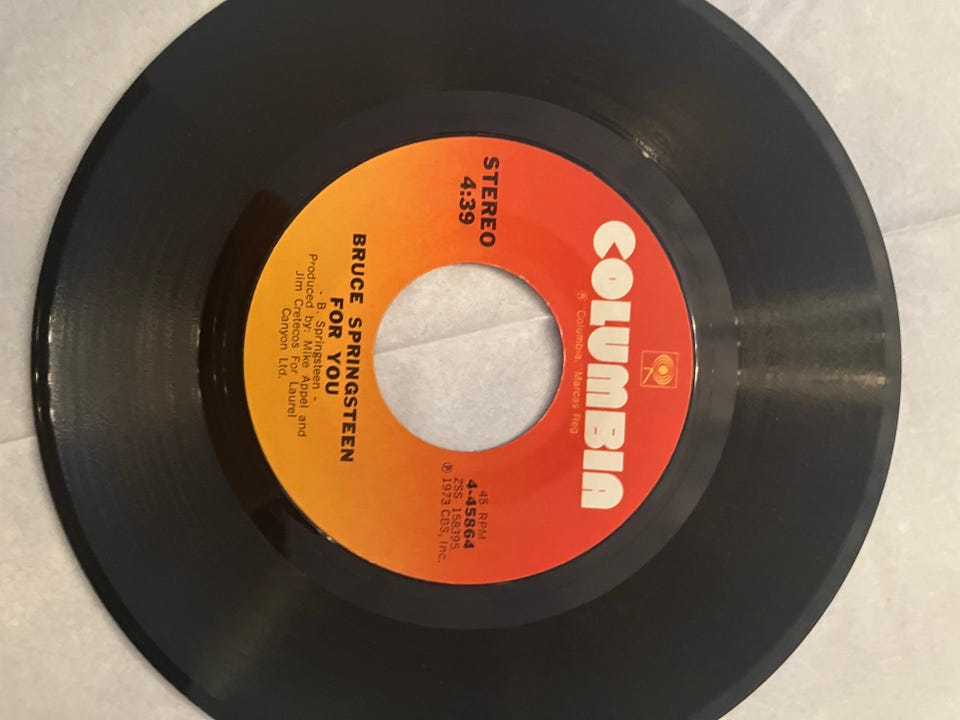 COLUMBIA
® "Columbia," Marcas Reg.
STEREO
4:39
45 RPM
4-45864
ZSS 158395
℗ 1973 CBS, Inc.
BRUCE SPRINGSTEEN
FOR YOU
- B. Springsteen -
Produced by: Mike Appel and
Jim Cretecos For Laurel
Canyon Ltd.